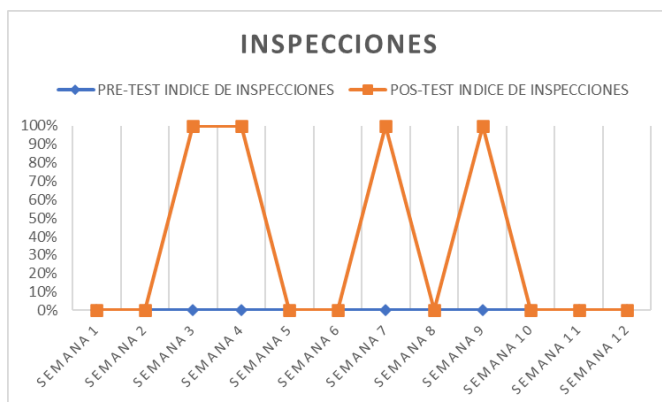 INSPECCIONES
PRE-TEST INDICE DE INSPECCIONES POS-TEST INDICE DE INSPECCIONES
100%
90%
80%
70%
60%
50%
40%
30%
20%
10%
0%
SEMANA 1
SEMANA 2
SEMANA 3
SEMANA 4
SEMANA 5
SEMANA 6
SEMANA 7
SEMANA 8
SEMANA 9
SEMANA 10
SEMANA 11
SEMANA 12